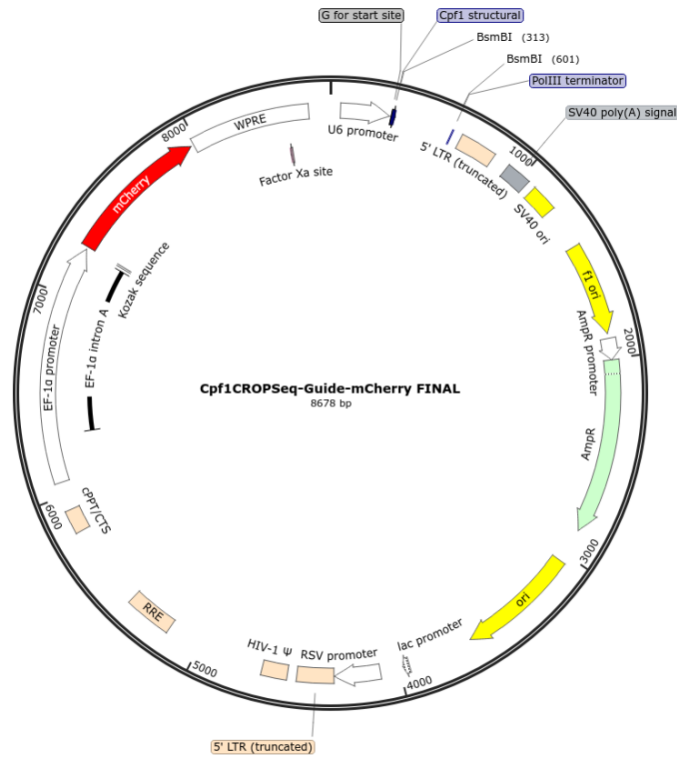 G for start site
Cpf1 structural
BsmBI (313)
BsmBI (601)
PolIII terminator
SV40 poly(A) signal
U6 promoter
5' LTR (truncated)
1000
SV40 ori
f1 ori
2000
AmpR promoter
AmpR
3000
ori
lac promoter
4000
RSV promoter
5' LTR (truncated)
HIV-1 Ψ
5000
RRE
cPPT/CTS
6000
EF-1α promoter
EF-1α intron A
7000
Kozak sequence
mCherry
8000
WPRE
Factor Xa site
Cpf1CROPSeq-Guide-mCherry FINAL
8678 bp